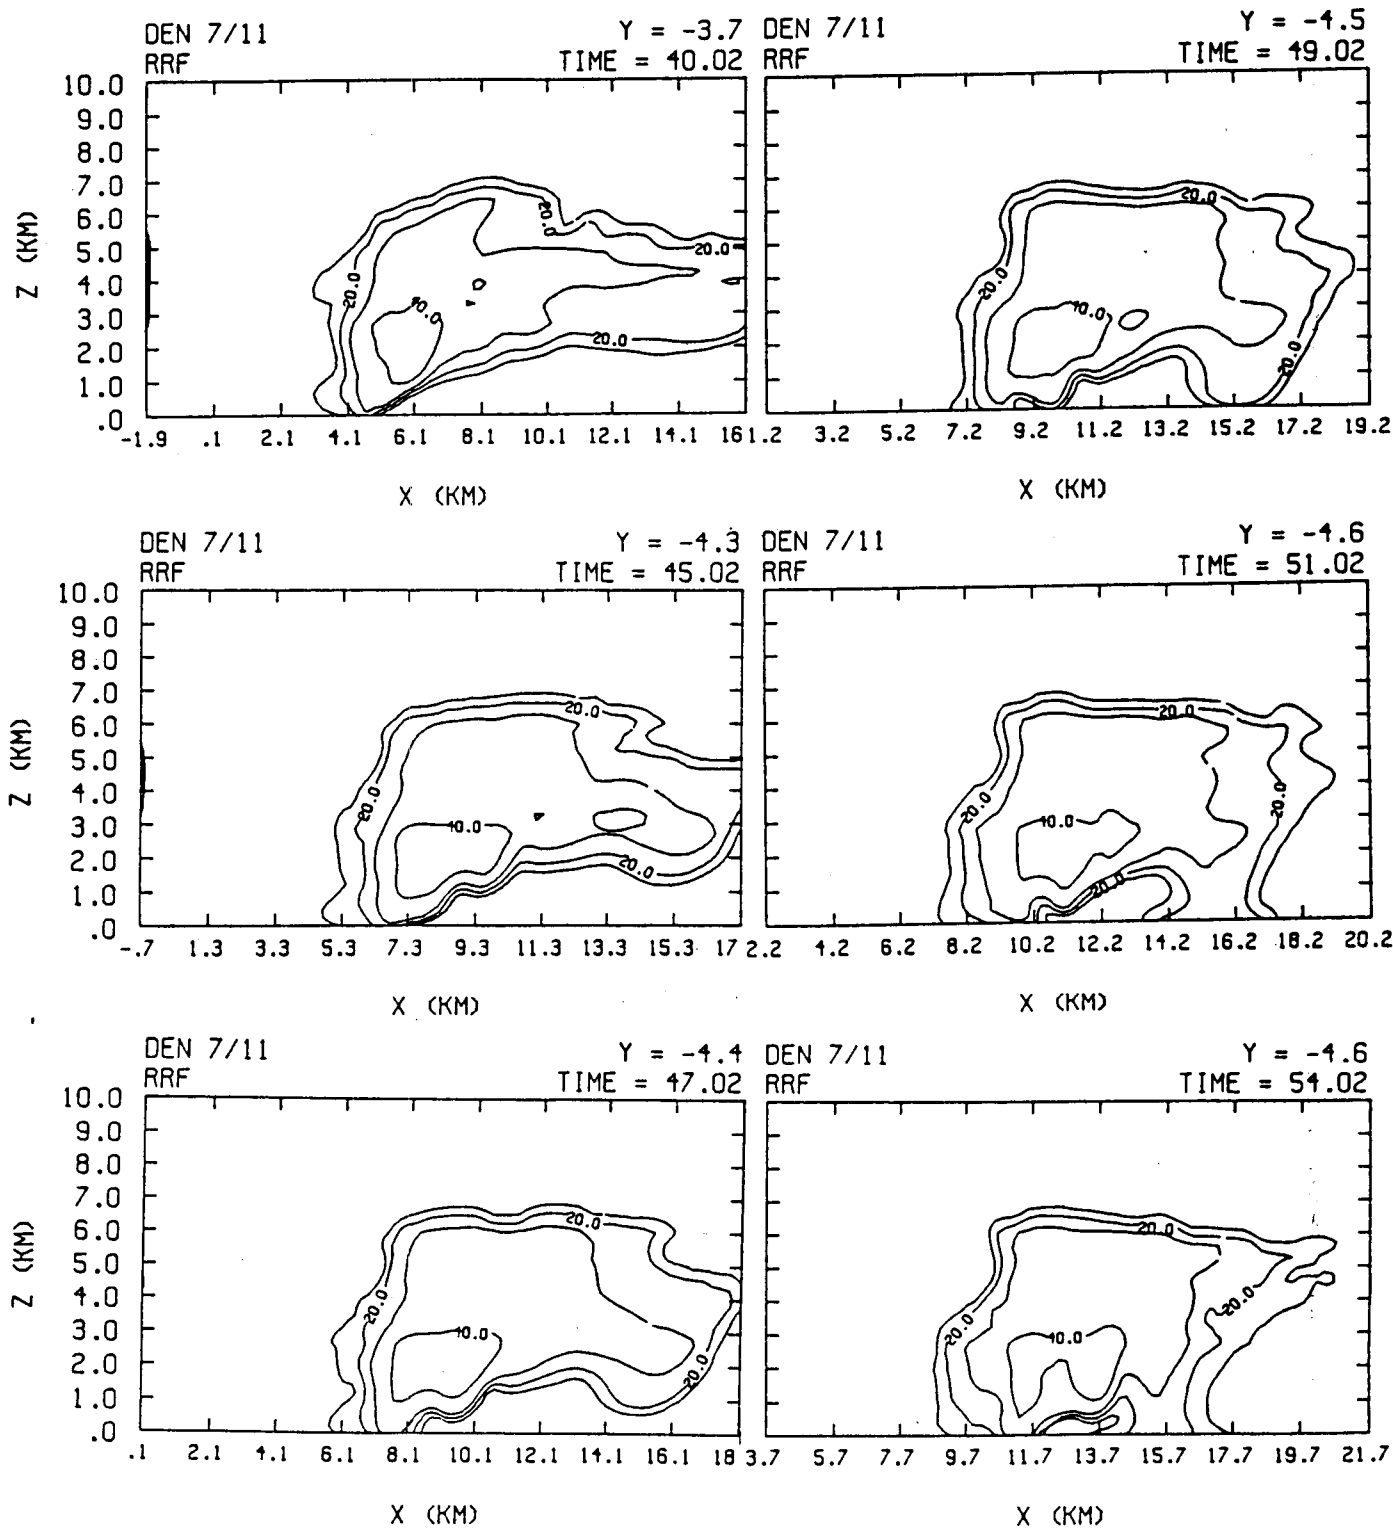 DEN 7/11 Y = -3.7
RRF TIME = 40.02
10.0
9.0
8.0
7.0
6.0
5.0
4.0
3.0
2.0
1.0
.0
Z (KM)
20.0
20.0
20.0
40.0
20.0
-1.9 .1 2.1 4.1 6.1 8.1 10.1 12.1 14.1 16
X (KM)
DEN 7/11 Y = -4.5
RRF TIME = 49.02
20.0
20.0
40.0
20.0
1.2 3.2 5.2 7.2 9.2 11.2 13.2 15.2 17.2 19.2
X (KM)
DEN 7/11 Y = -4.3
RRF TIME = 45.02
10.0
9.0
8.0
7.0
6.0
5.0
4.0
3.0
2.0
1.0
.0
Z (KM)
20.0
20.0
40.0
20.0
-.7 1.3 3.3 5.3 7.3 9.3 11.3 13.3 15.3 17
X (KM)
DEN 7/11 Y = -4.6
RRF TIME = 51.02
20.0
20.0
20.0
40.0
20.0
2.2 4.2 6.2 8.2 10.2 12.2 14.2 16.2 18.2 20.2
X (KM)
DEN 7/11 Y = -4.4
RRF TIME = 47.02
10.0
9.0
8.0
7.0
6.0
5.0
4.0
3.0
2.0
1.0
.0
Z (KM)
20.0
20.0
40.0
20.0
.1 2.1 4.1 6.1 8.1 10.1 12.1 14.1 16.1 18
X (KM)
DEN 7/11 Y = -4.6
RRF TIME = 54.02
20.0
20.0
20.0
40.0
3.7 5.7 7.7 9.7 11.7 13.7 15.7 17.7 19.7 21.7
X (KM)